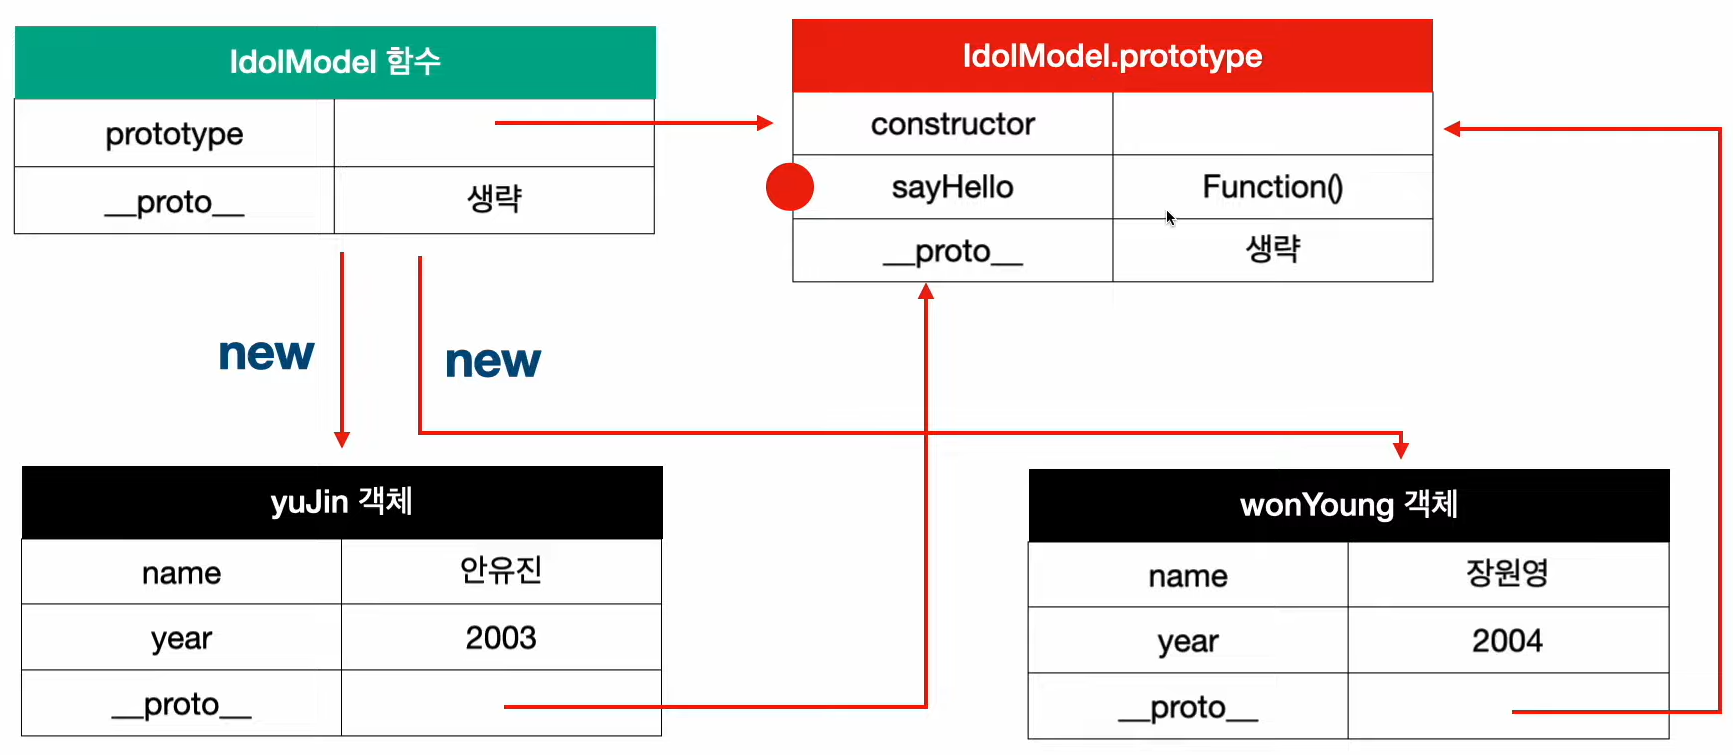 IdolModel 함수
prototype
__proto__ 생략
IdolModel.prototype
constructor
sayHello Function()
__proto__ 생략
new
new
yuJin 객체
name 안유진
year 2003
__proto__
wonYoung 객체
name 장원영
year 2004
__proto__